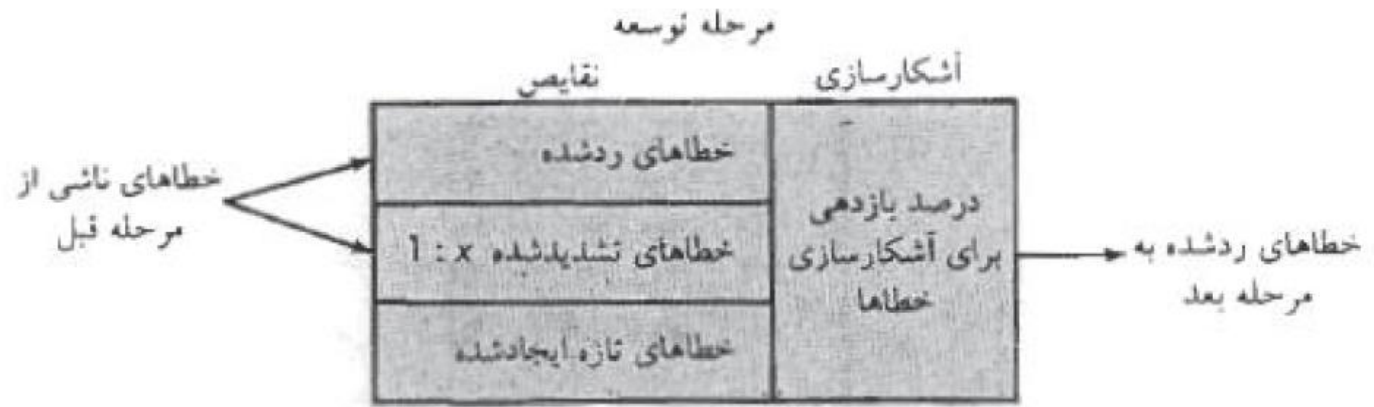 مرحله توسعه
آشکارسازی
نقایص
خطاهای ناشی از
مرحله قبل
خطاهای ردشده
خطاهای تشدیدشده 1 : x
خطاهای تازه ایجادشده
درصد بازدهی
برای آشکارسازی
خطاها
خطاهای ردشده به
مرحله بعد